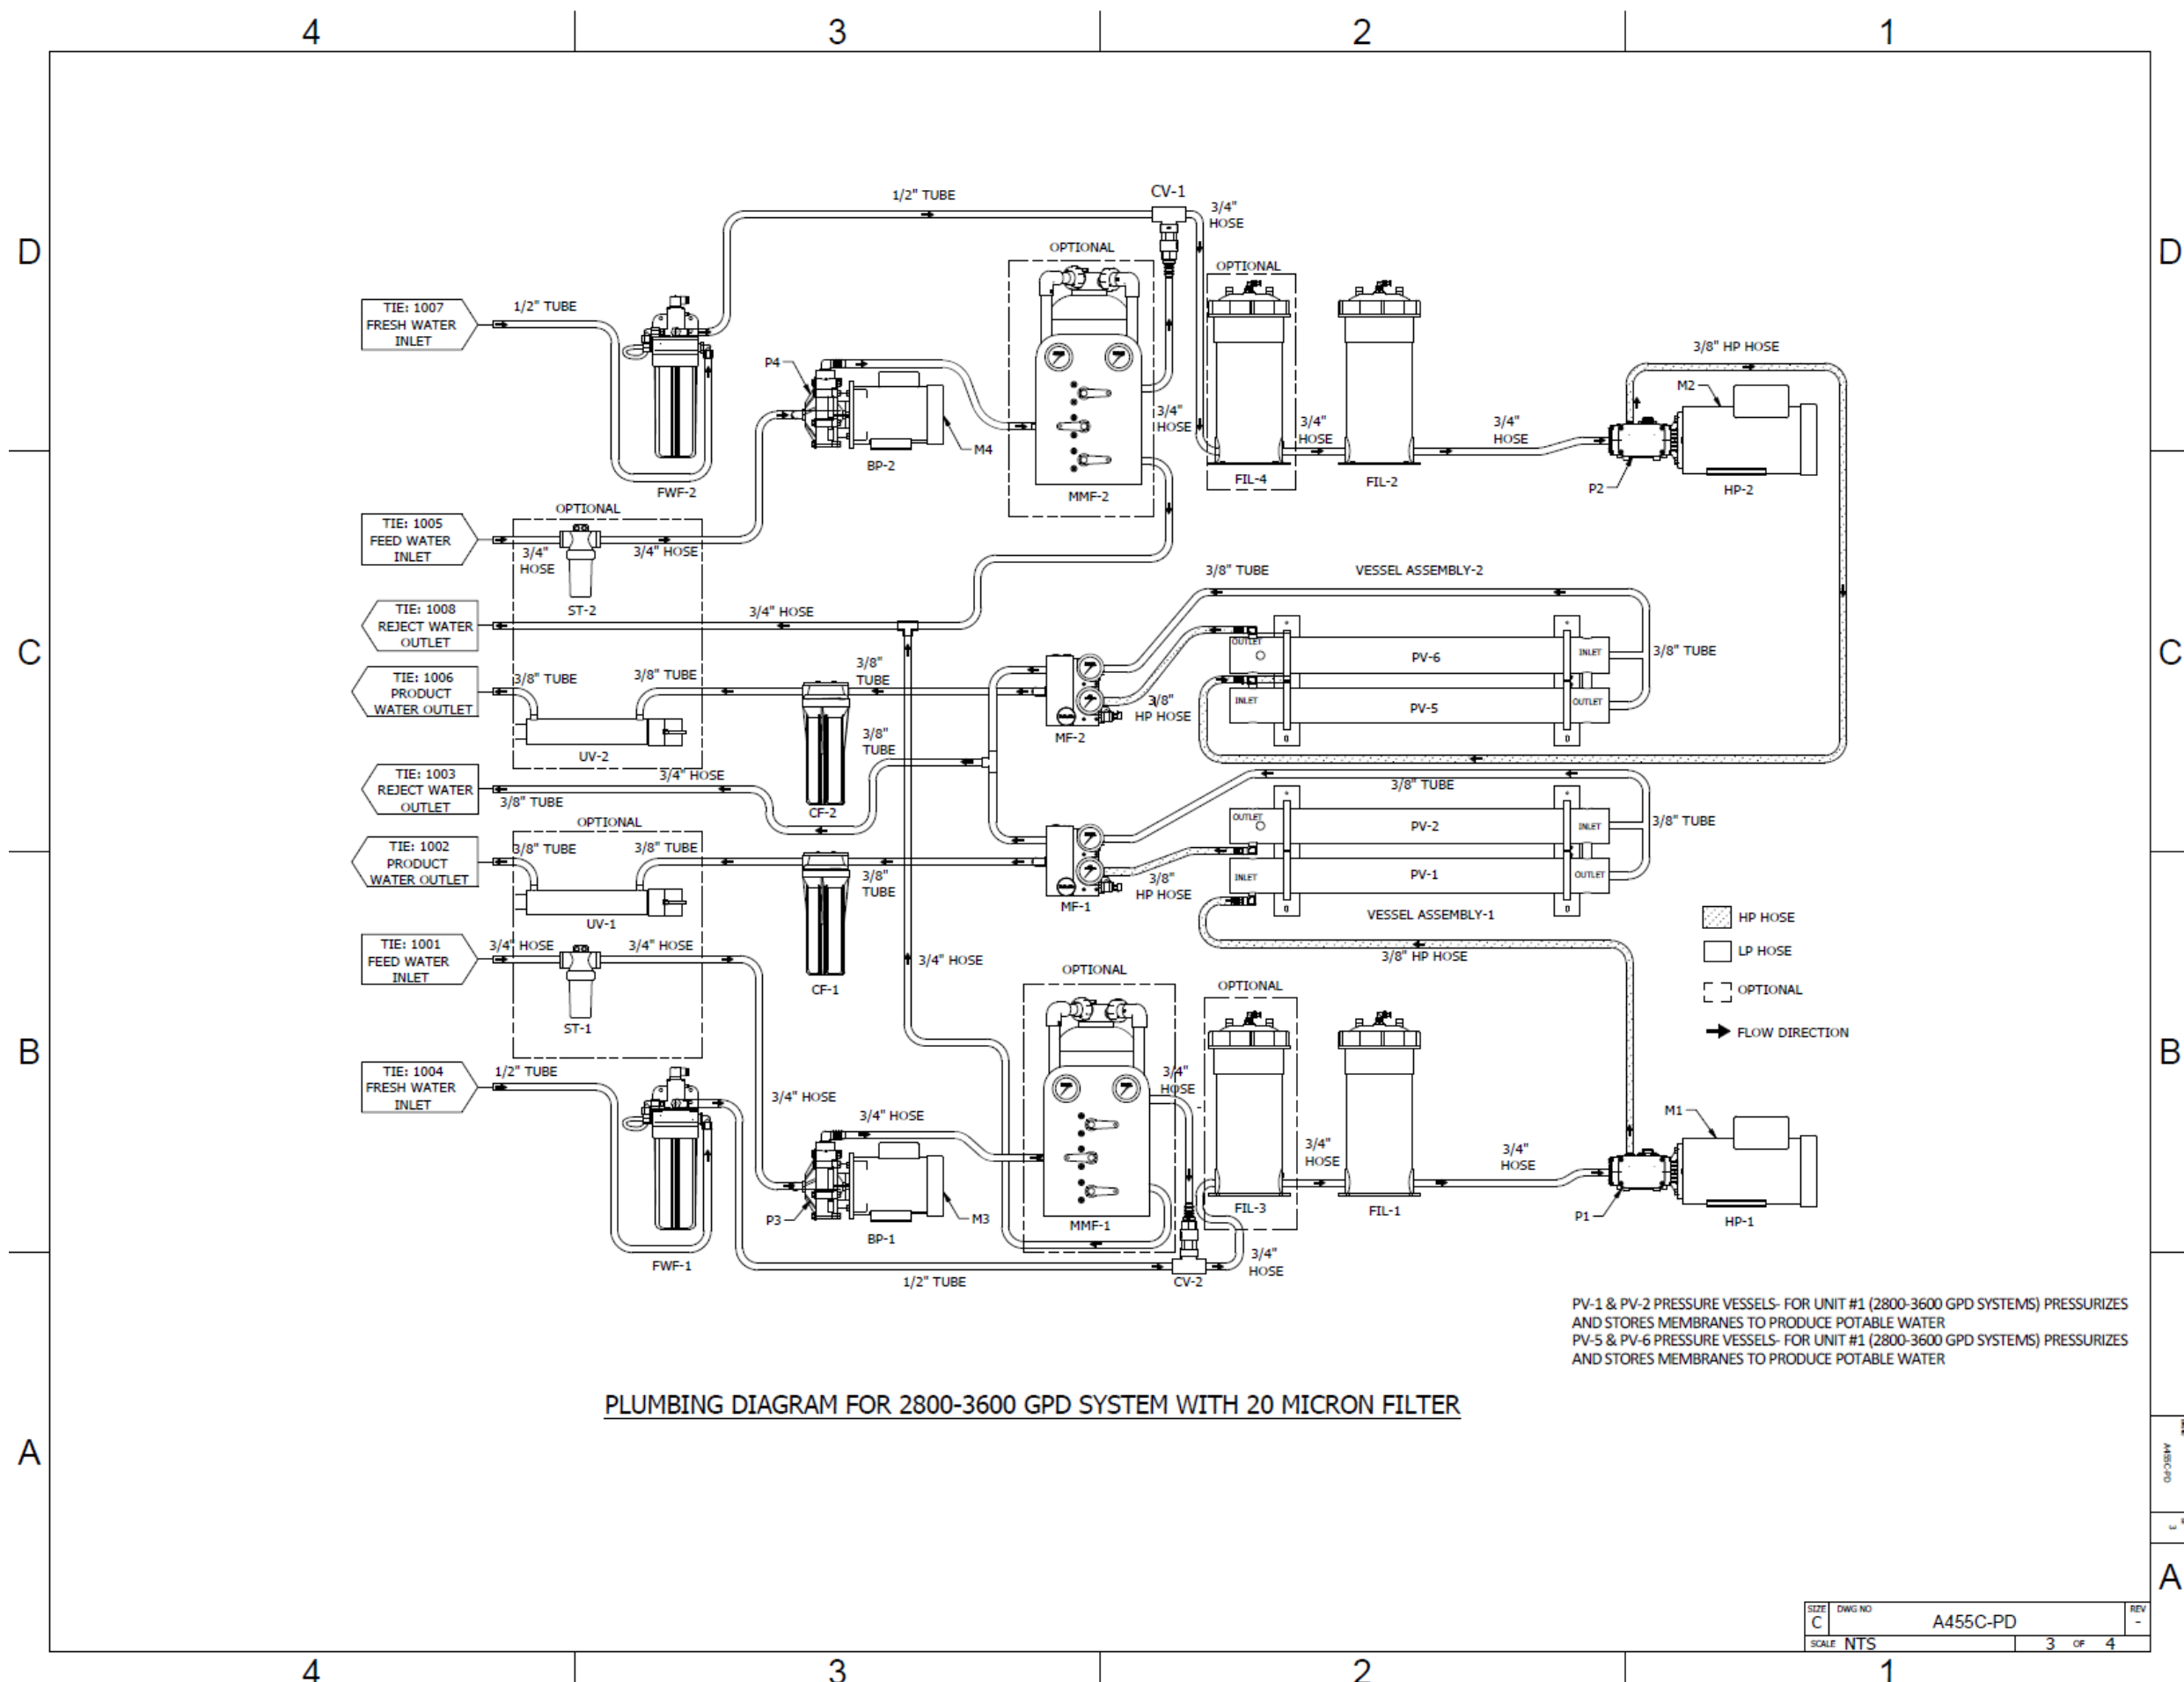 4 3 2 1
D
D
C
C
B
B
A
A
1/2" TUBE
CV-1
3/4"
HOSE
OPTIONAL
OPTIONAL
TIE: 1007
FRESH WATER
INLET
1/2" TUBE
FWF-2
P4
M4
BP-2
MMF-2
3/4"
HOSE
FIL-4
3/4"
HOSE
FIL-2
3/4"
HOSE
3/8" HP HOSE
M2
P2
HP-2
TIE: 1005
FEED WATER
INLET
OPTIONAL
3/4"
HOSE
3/4" HOSE
ST-2
TIE: 1008
REJECT WATER
OUTLET
3/4" HOSE
3/8" TUBE
VESSEL ASSEMBLY-2
OUTLET
PV-6
INLET
3/8" TUBE
INLET
PV-5
OUTLET
TIE: 1006
PRODUCT
WATER OUTLET
3/8" TUBE
3/8" TUBE
3/8"
TUBE
UV-2
3/8"
HP HOSE
MF-2
3/8"
TUBE
CF-2
TIE: 1003
REJECT WATER
OUTLET
3/8" TUBE
3/4" HOSE
3/8" TUBE
OUTLET
PV-2
INLET
3/8" TUBE
INLET
PV-1
OUTLET
VESSEL ASSEMBLY-1
OPTIONAL
TIE: 1002
PRODUCT
WATER OUTLET
3/8" TUBE
3/8" TUBE
3/8"
TUBE
UV-1
3/8"
HP HOSE
MF-1
CF-1
TIE: 1001
FEED WATER
INLET
3/4" HOSE
3/4" HOSE
ST-1
3/4" HOSE
3/8" HP HOSE
HP HOSE
LP HOSE
OPTIONAL
FLOW DIRECTION
OPTIONAL
OPTIONAL
TIE: 1004
FRESH WATER
INLET
1/2" TUBE
FWF-1
3/4" HOSE
3/4" HOSE
P3
M3
BP-1
MMF-1
3/4"
HOSE
-
FIL-3
3/4"
HOSE
FIL-1
3/4"
HOSE
M1
P1
HP-1
1/2" TUBE
CV-2
3/4"
HOSE
PV-1 & PV-2 PRESSURE VESSELS- FOR UNIT #1 (2800-3600 GPD SYSTEMS) PRESSURIZES
AND STORES MEMBRANES TO PRODUCE POTABLE WATER
PV-5 & PV-6 PRESSURE VESSELS- FOR UNIT #1 (2800-3600 GPD SYSTEMS) PRESSURIZES
AND STORES MEMBRANES TO PRODUCE POTABLE WATER
PLUMBING DIAGRAM FOR 2800-3600 GPD SYSTEM WITH 20 MICRON FILTER
A455C-PD
3
SIZE DWG NO REV
C A455C-PD -
SCALE NTS 3 OF 4
4 3 2 1